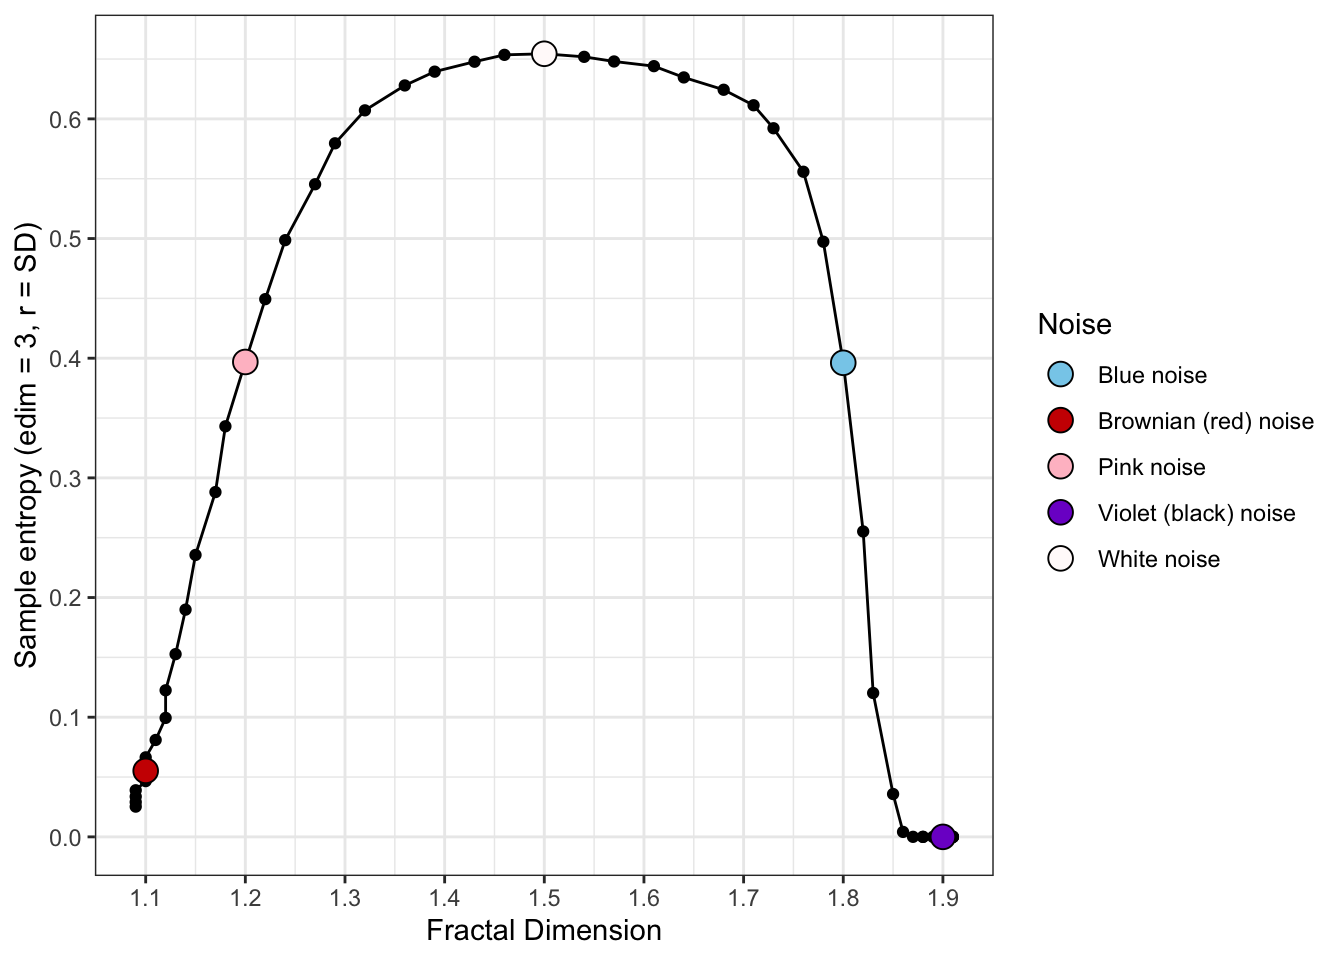 0.6
0.5
0.4
0.3
0.2
0.1
0.0
Sample entropy (edim = 3, r = SD)
1.1 1.2 1.3 1.4 1.5 1.6 1.7 1.8 1.9
Fractal Dimension
Noise
Blue noise
Brownian (red) noise
Pink noise
Violet (black) noise
White noise